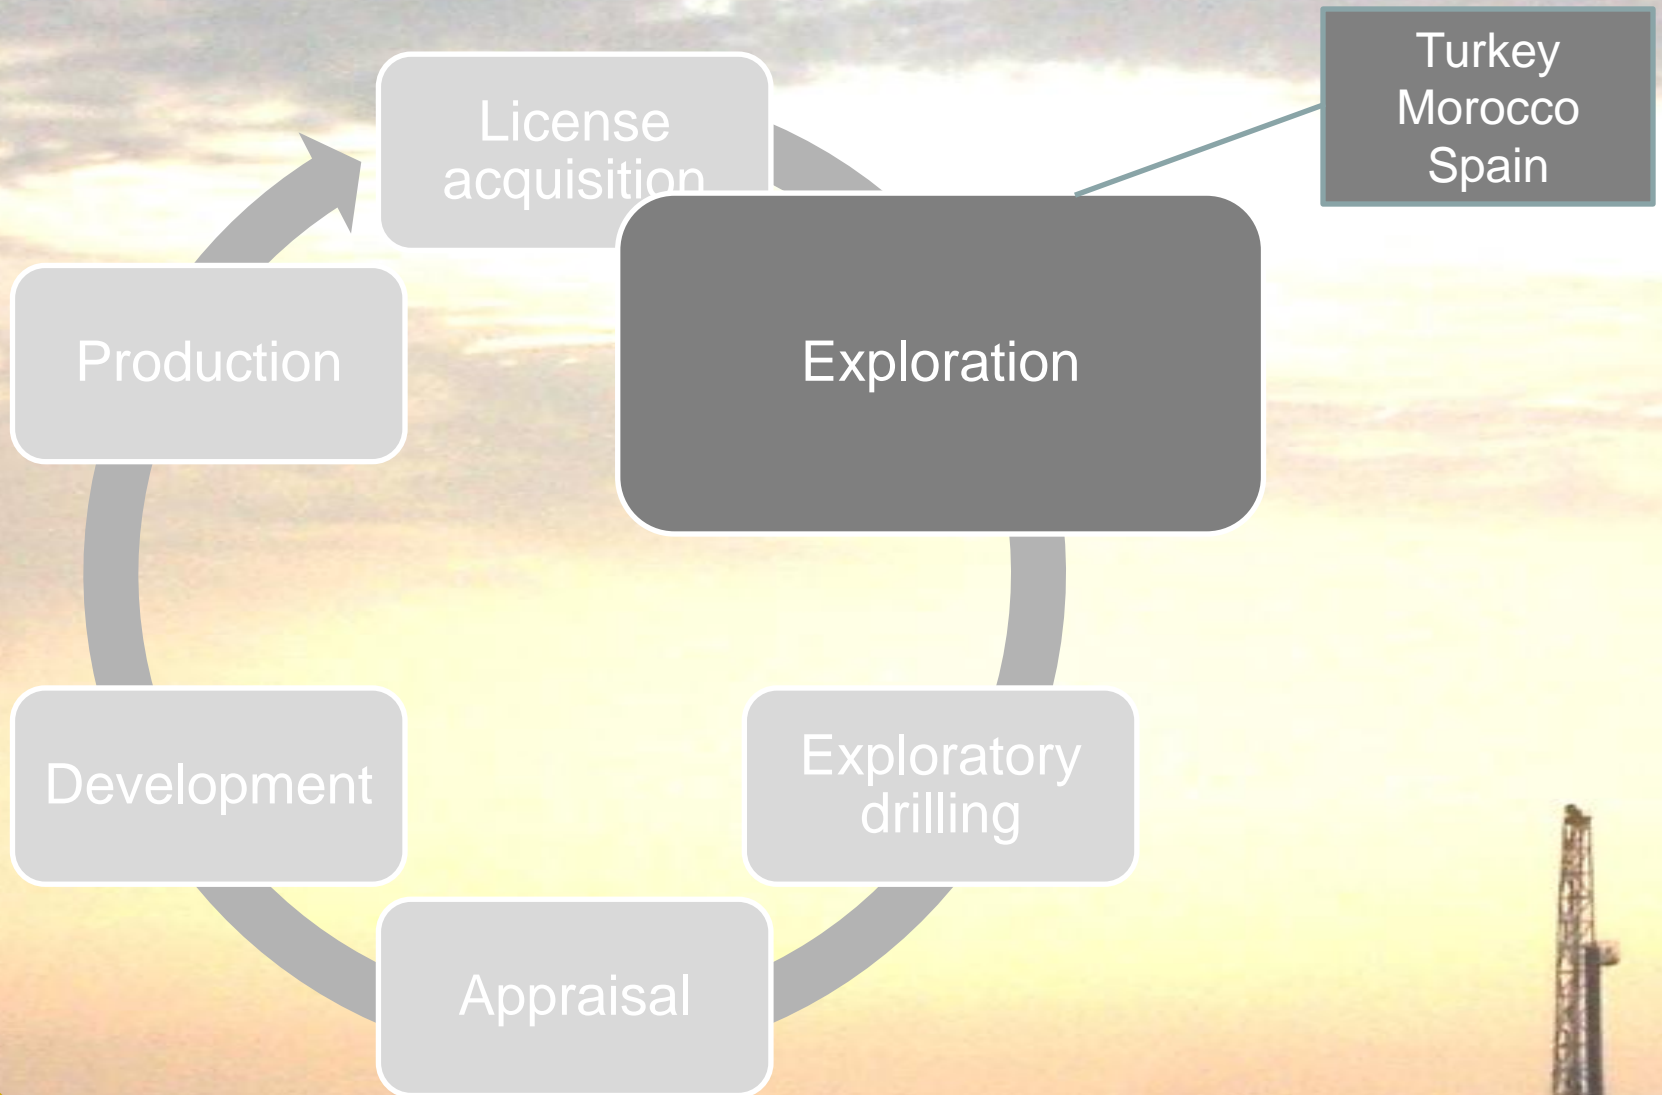 Turkey
Morocco
Spain
License
acquisition
Exploration
Production
Exploratory
drilling
Development
Appraisal